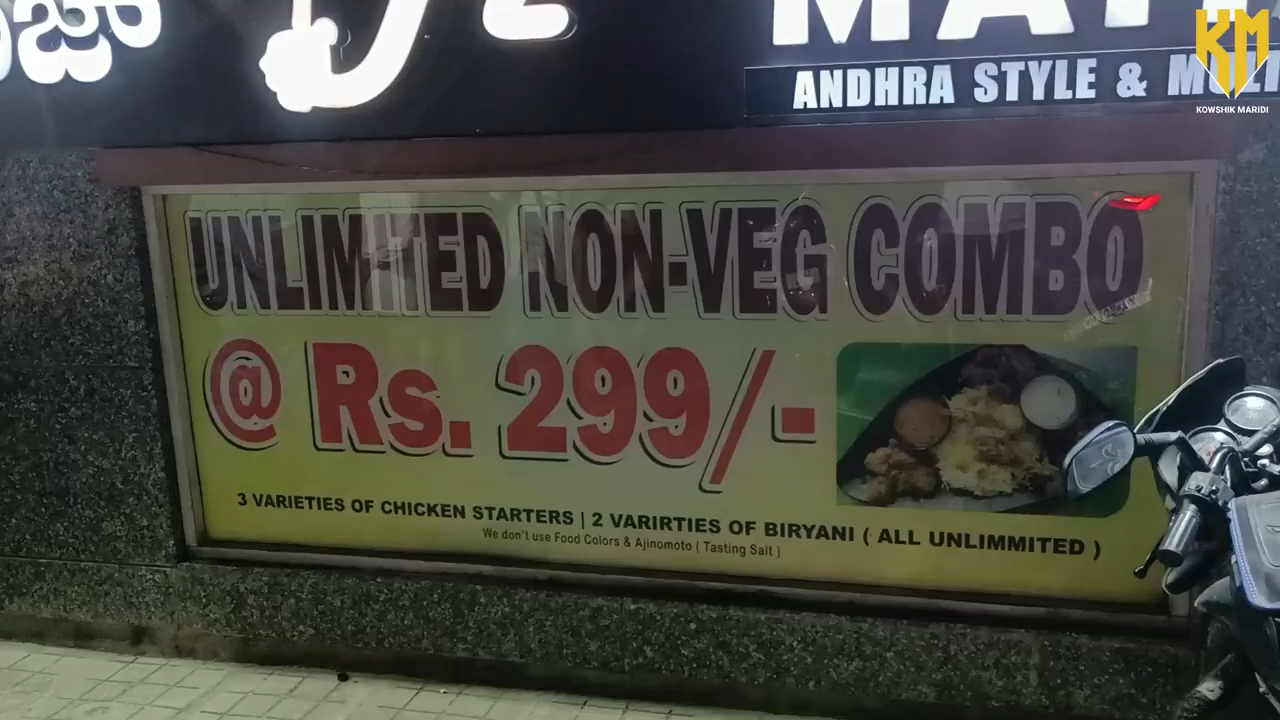 ANDHRA STYLE &
KM
KOWSHIK MARIDI
UNLIMITED NON-VEG COMBO
@ Rs. 299/-
3 VARIETIES OF CHICKEN STARTERS | 2 VARIRTIES OF BIRYANI ( ALL UNLIMMITED )
We don't use Food Colors & Ajinomoto ( Tasting Salt )